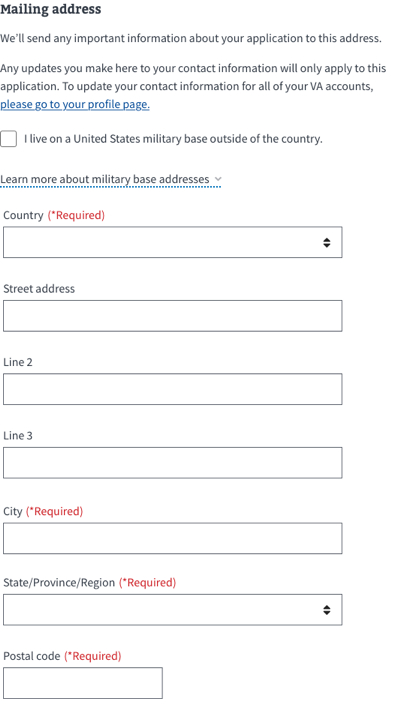 Mailing address
We’ll send any important information about your application to this address.
Any updates you make here to your contact information will only apply to this
application. To update your contact information for all of your VA accounts,
please go to your profile page.
I live on a United States military base outside of the country.
Learn more about military base addresses
Country (*Required)
Street address
Line 2
Line 3
City (*Required)
State/Province/Region (*Required)
Postal code (*Required)